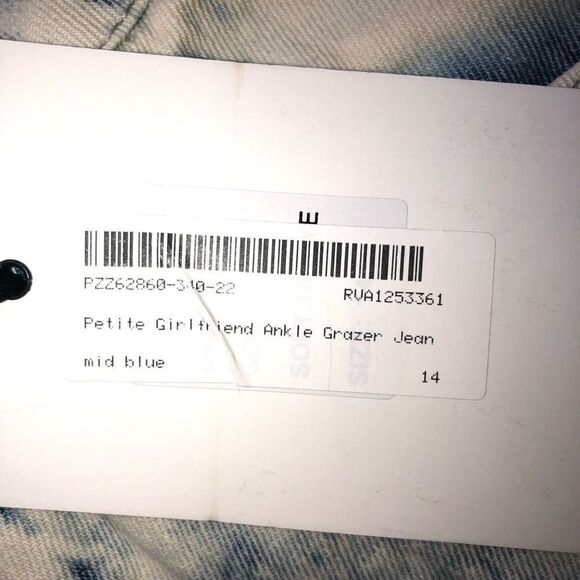 E
PZZ62860-340-22
RVA1253361
Petite Girlfriend Ankle Grazer Jean
mid blue
14